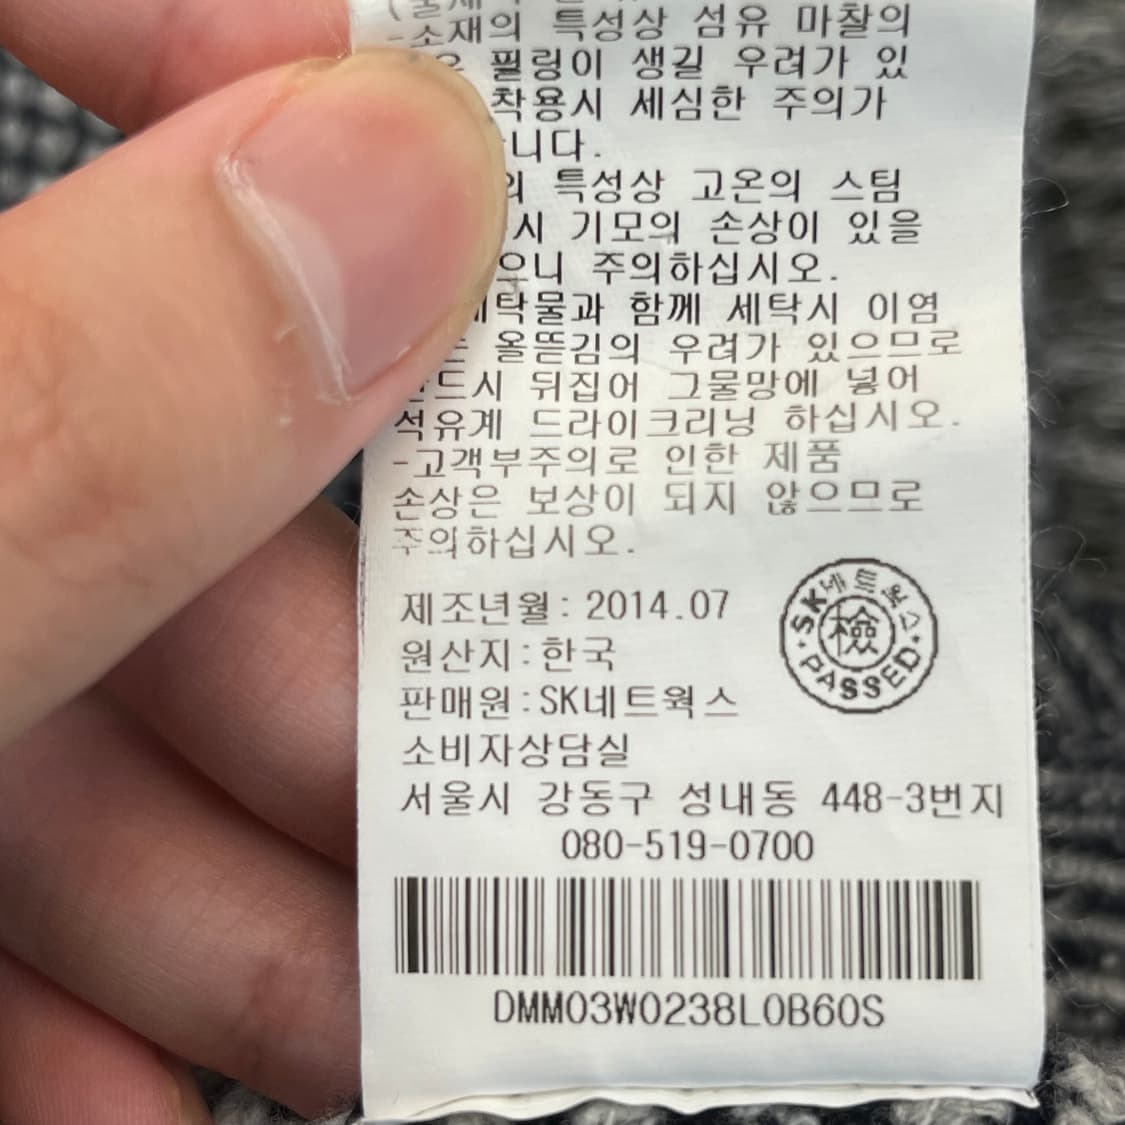 -소재의 특성상 섬유 마찰의
필링이 생길 우려가 있
착용시 세심한 주의가
니다.
특성상 고온의 스팀
시 기모의 손상이 있을
으니 주의하십시오.
함께 세탁시 이염
올뜯김의 우려가 있으므로
뒤집어 그물망에 넣어
석유계 드라이크리닝 하십시오.
-고객부주의로 인한 제품
손상은 보상이 되지 않으므로
주의하십시오.
제조년월: 2014.07
원산지:한국
판매원:SK네트웍스
소비자상담실
서울시 강동구 성내동 448-3번지
080-519-0700
SK네트웍스
檢
PASSED
DMM03W0238L0B60S